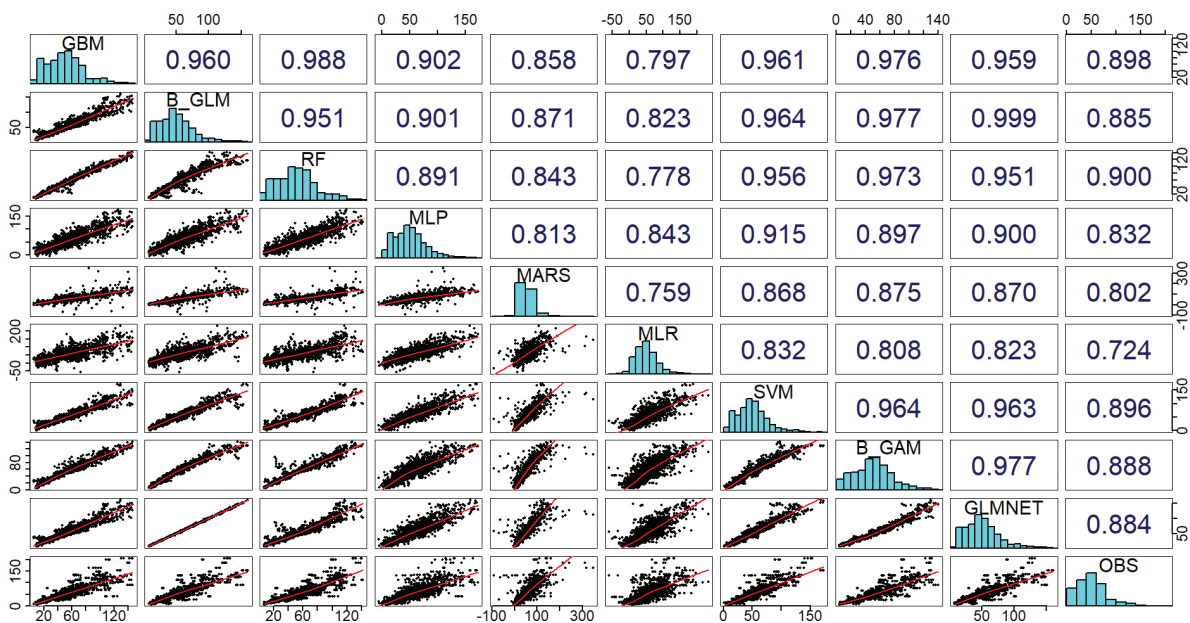 50 100 0 50 150 -50 50 150 0 40 80 140 50 100 0 50 150
GBM 0.960 0.988 0.902 0.858 0.797 0.961 0.976 0.959 0.898 20 120
50 B_GLM 0.951 0.901 0.871 0.823 0.964 0.977 0.999 0.885
RF 0.891 0.843 0.778 0.956 0.973 0.951 0.900 20 120
0 150 MLP 0.813 0.843 0.915 0.897 0.900 0.832
MARS 0.759 0.868 0.875 0.870 0.802 -100 300
-50 200 MLR 0.832 0.808 0.823 0.724
SVM 0.964 0.963 0.896 0 150
0 80 B_GAM 0.977 0.888
GLMNET 0.884 50
0 150 OBS
20 60 120 20 60 120 0 50 150 -100 100 300 0 50 150 50 100